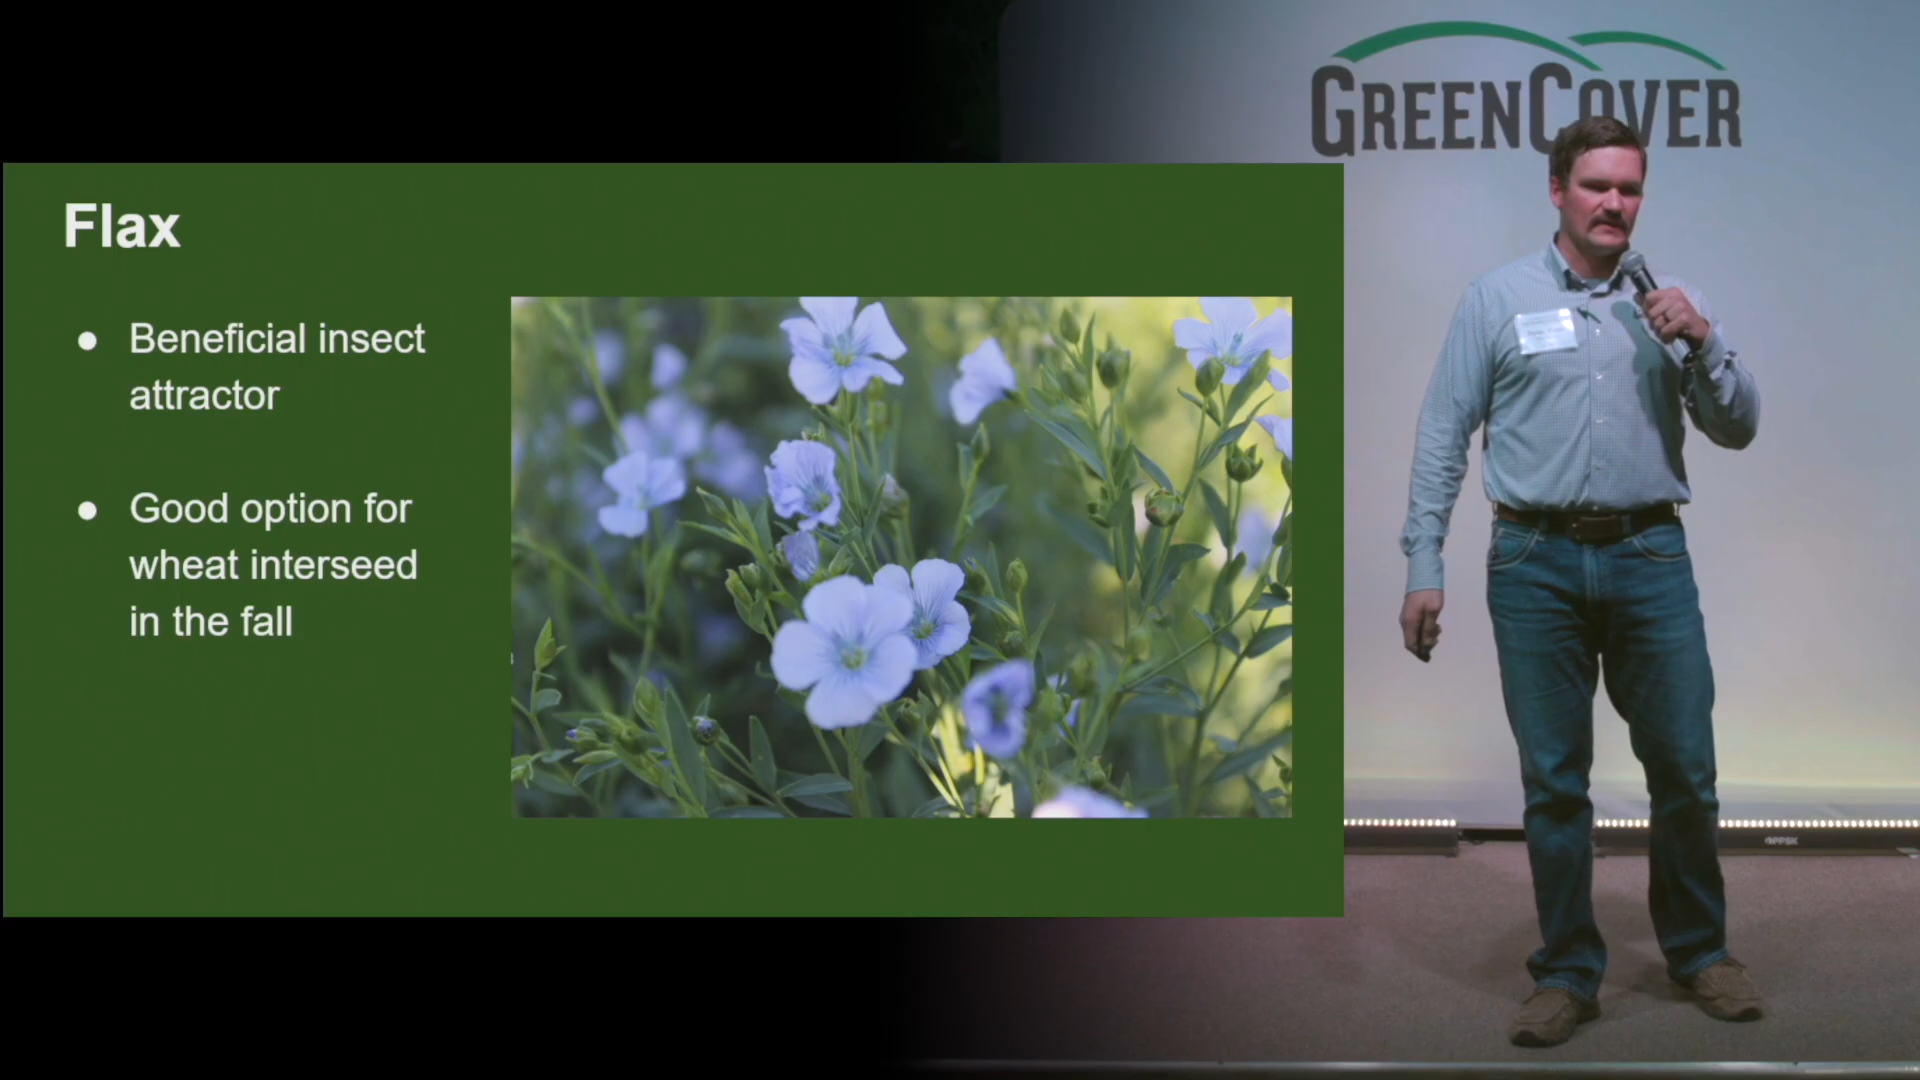 GREENCOVER
Flax
● Beneficial insect
attractor
● Good option for
wheat interseed
in the fall